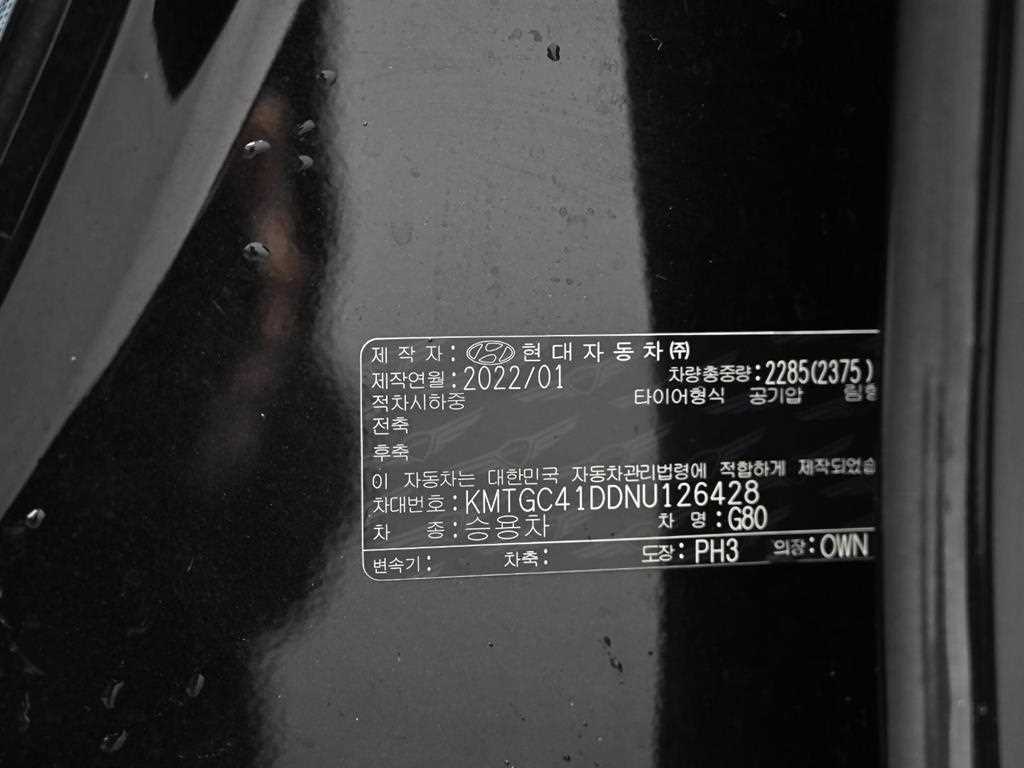 제 작 자 : 현 대 자 동 차 ㈜
제작연월 : 2022/01 차량총중량 : 2285(2375)
적차시하중 타이어형식 공기압 림
전축
후축
이 자동차는 대한민국 자동차관리법령에 적합하게 제작되었습
차대번호 : KMTGC41DDNU126428
차 종 : 승용차 차 명 : G80
변속기 : 차축 : 도장 : PH3 의장 : OWN